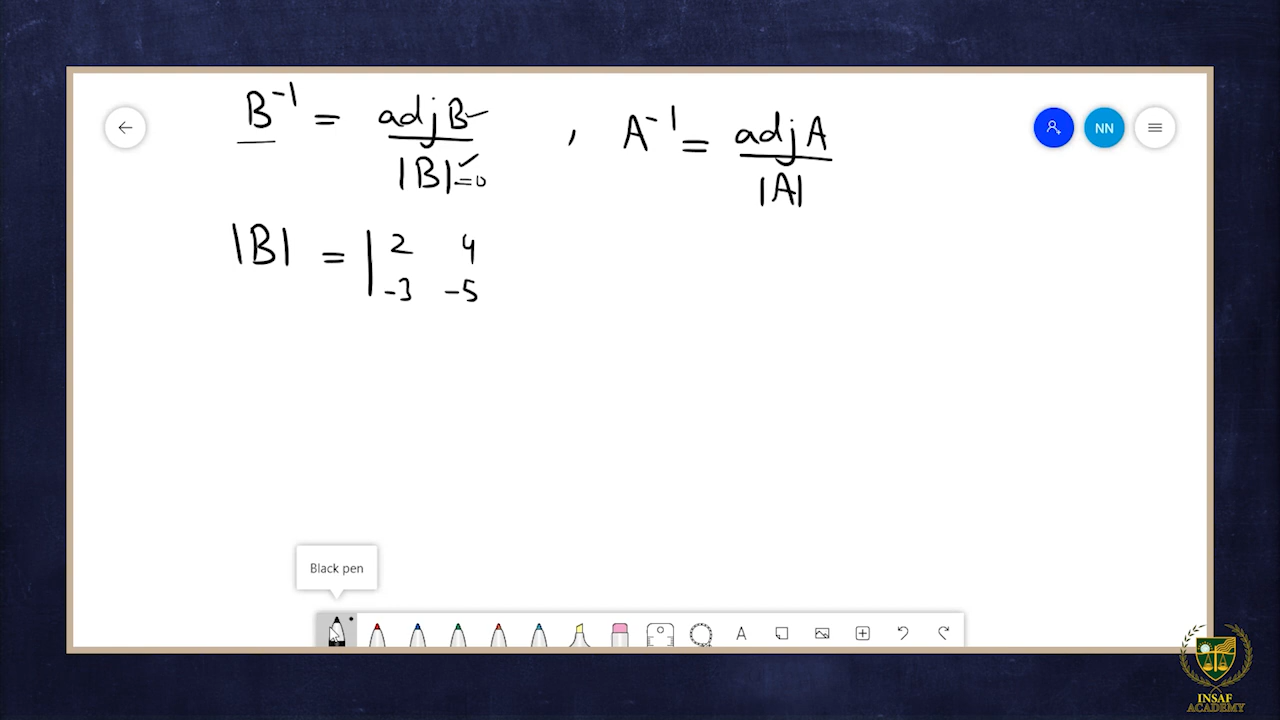 B⁻¹ = adj B / |B| = 0 , A⁻¹ = adj A / |A|
|B| = | 2 4
-3 -5
NN
Black pen
A
INSAF
ACADEMY